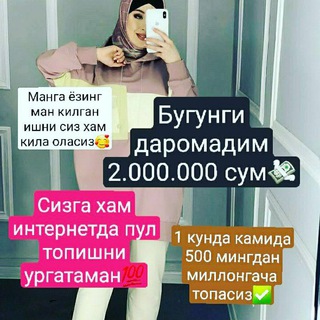 Манга ёзинг
ман килган
ишни сиз хам
кила оласиз🥰
Бугунги
даромадим
2.000.000 сум💸
Сизга хам
интернетда пул
топишни
ургатаман💯
1 кунда камида
500 мингдан
миллонгача
топасиз✅